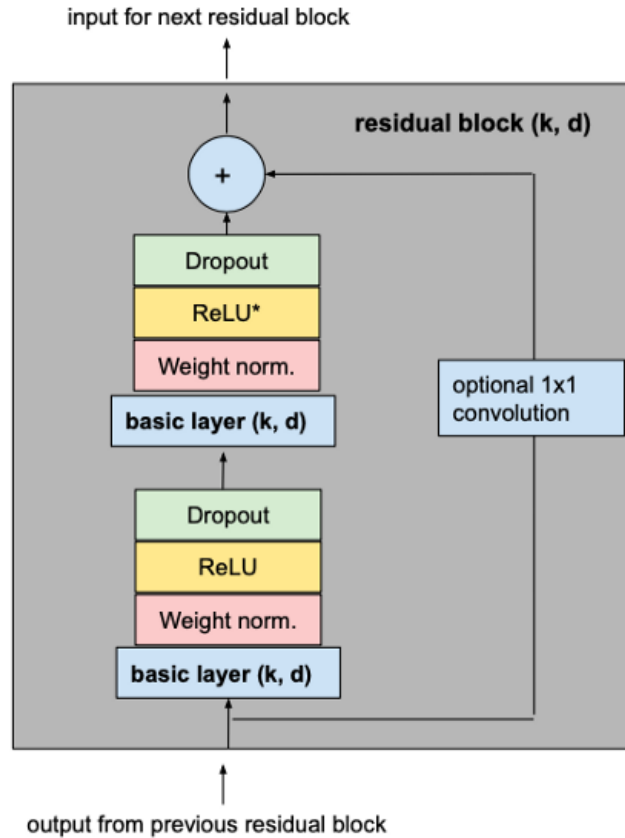 input for next residual block
residual block (k, d)
+
Dropout
ReLU*
Weight norm.
basic layer (k, d)
optional 1x1
convolution
Dropout
ReLU
Weight norm.
basic layer (k, d)
output from previous residual block